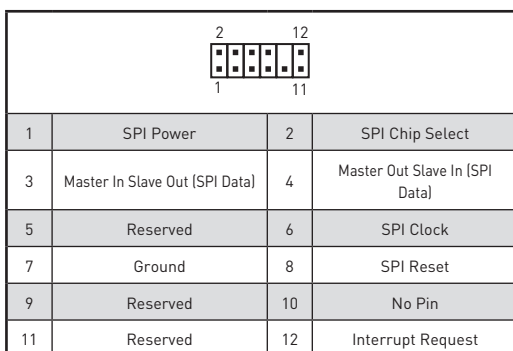 2 12
1 11
1 SPI Power 2 SPI Chip Select
3 Master In Slave Out (SPI Data) 4 Master Out Slave In (SPI
Data)
5 Reserved 6 SPI Clock
7 Ground 8 SPI Reset
9 Reserved 10 No Pin
11 Reserved 12 Interrupt Request